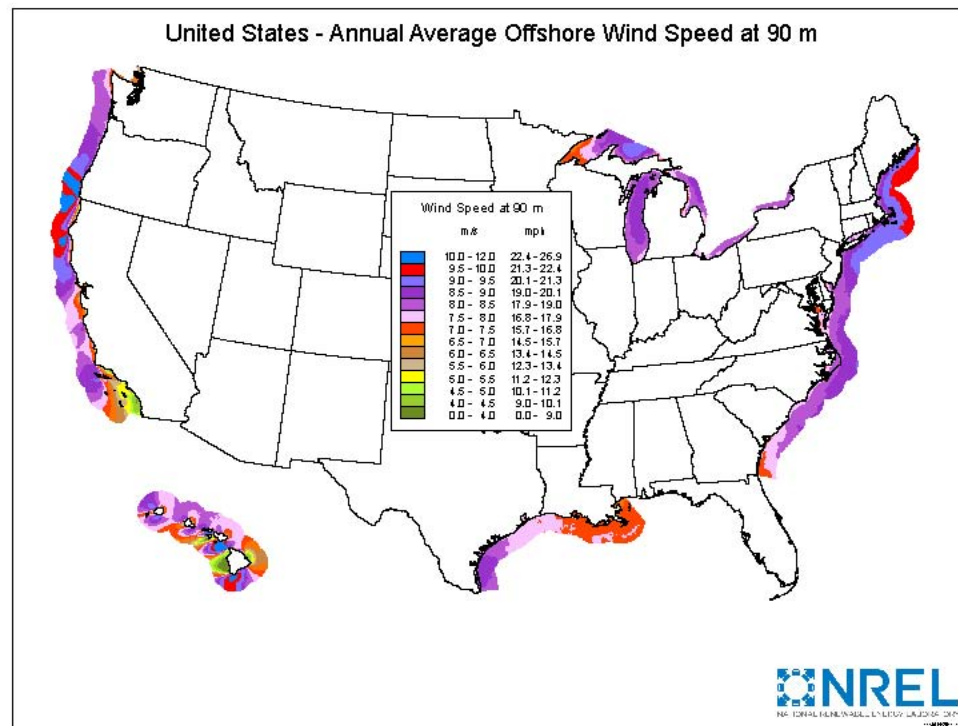 United States - Annual Average Offshore Wind Speed at 90 m
Wind Speed at 90 m
m/s mph
10.0 - 12.0 22.4 - 26.9
9.5 - 10.0 21.3 - 22.4
9.0 - 9.5 20.1 - 21.3
8.5 - 9.0 19.0 - 20.1
8.0 - 8.5 17.9 - 19.0
7.5 - 8.0 16.8 - 17.9
7.0 - 7.5 15.7 - 16.8
6.5 - 7.0 14.5 - 15.7
6.0 - 6.5 13.4 - 14.5
5.5 - 6.0 12.3 - 13.4
5.0 - 5.5 11.2 - 12.3
4.5 - 5.0 10.1 - 11.2
4.0 - 4.5 9.0 - 10.1
0.0 - 4.0 0.0 - 9.0
NREL
NATIONAL RENEWABLE ENERGY LABORATORY